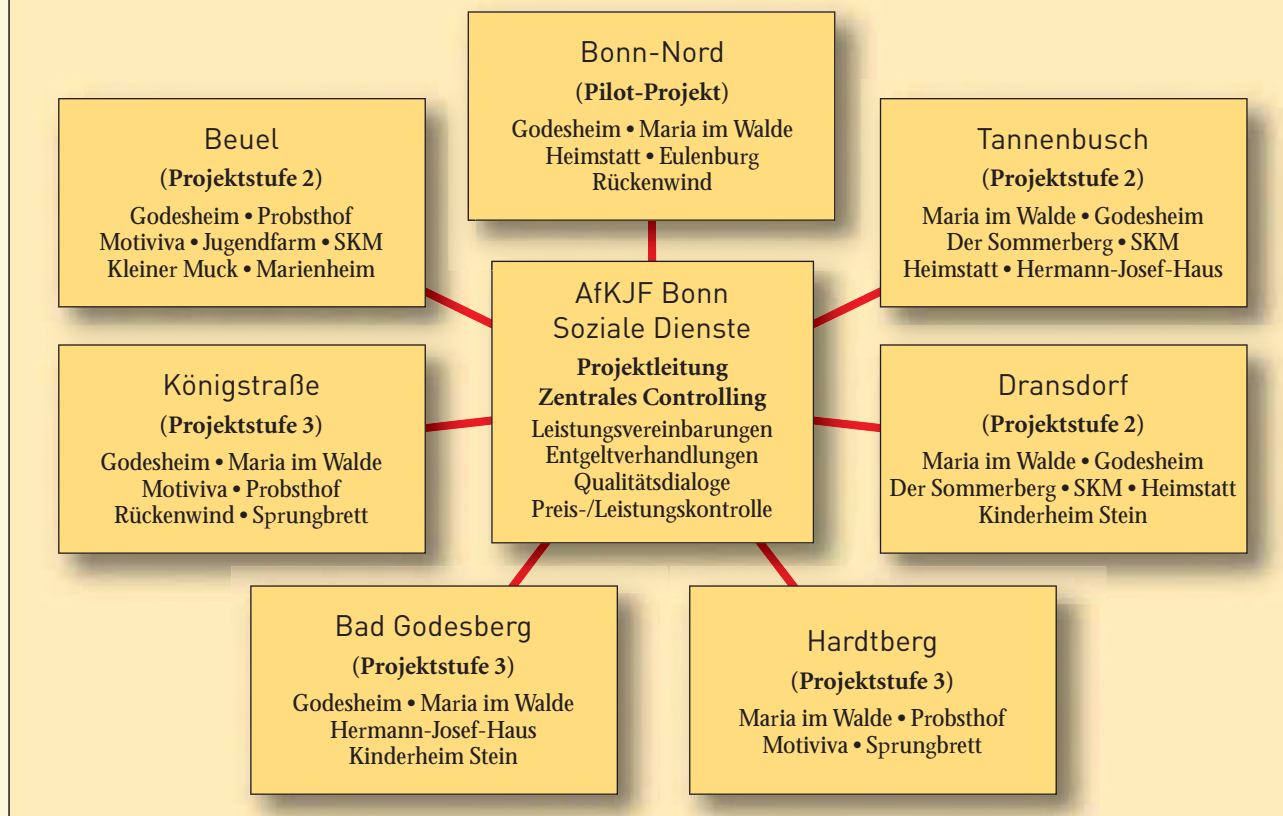 Bonn-Nord
(Pilot-Projekt)
Godesheim • Maria im Walde
Heimstatt • Eulenburg
Rückenwind
Beuel
(Projektstufe 2)
Godesheim • Probsthof
Motiviva • Jugendfarm • SKM
Kleiner Muck • Marienheim
Tannenbusch
(Projektstufe 2)
Maria im Walde • Godesheim
Der Sommerberg • SKM
Heimstatt • Hermann-Josef-Haus
AfKJF Bonn
Soziale Dienste
Projektleitung
Zentrales Controlling
Leistungsvereinbarungen
Entgeltverhandlungen
Qualitätsdialoge
Preis-/Leistungskontrolle
Königstraße
(Projektstufe 3)
Godesheim • Maria im Walde
Motiviva • Probsthof
Rückenwind • Sprungbrett
Dransdorf
(Projektstufe 2)
Maria im Walde • Godesheim
Der Sommerberg • SKM • Heimstatt
Kinderheim Stein
Bad Godesberg
(Projektstufe 3)
Godesheim • Maria im Walde
Hermann-Josef-Haus
Kinderheim Stein
Hardtberg
(Projektstufe 3)
Maria im Walde • Probsthof
Motiviva • Sprungbrett